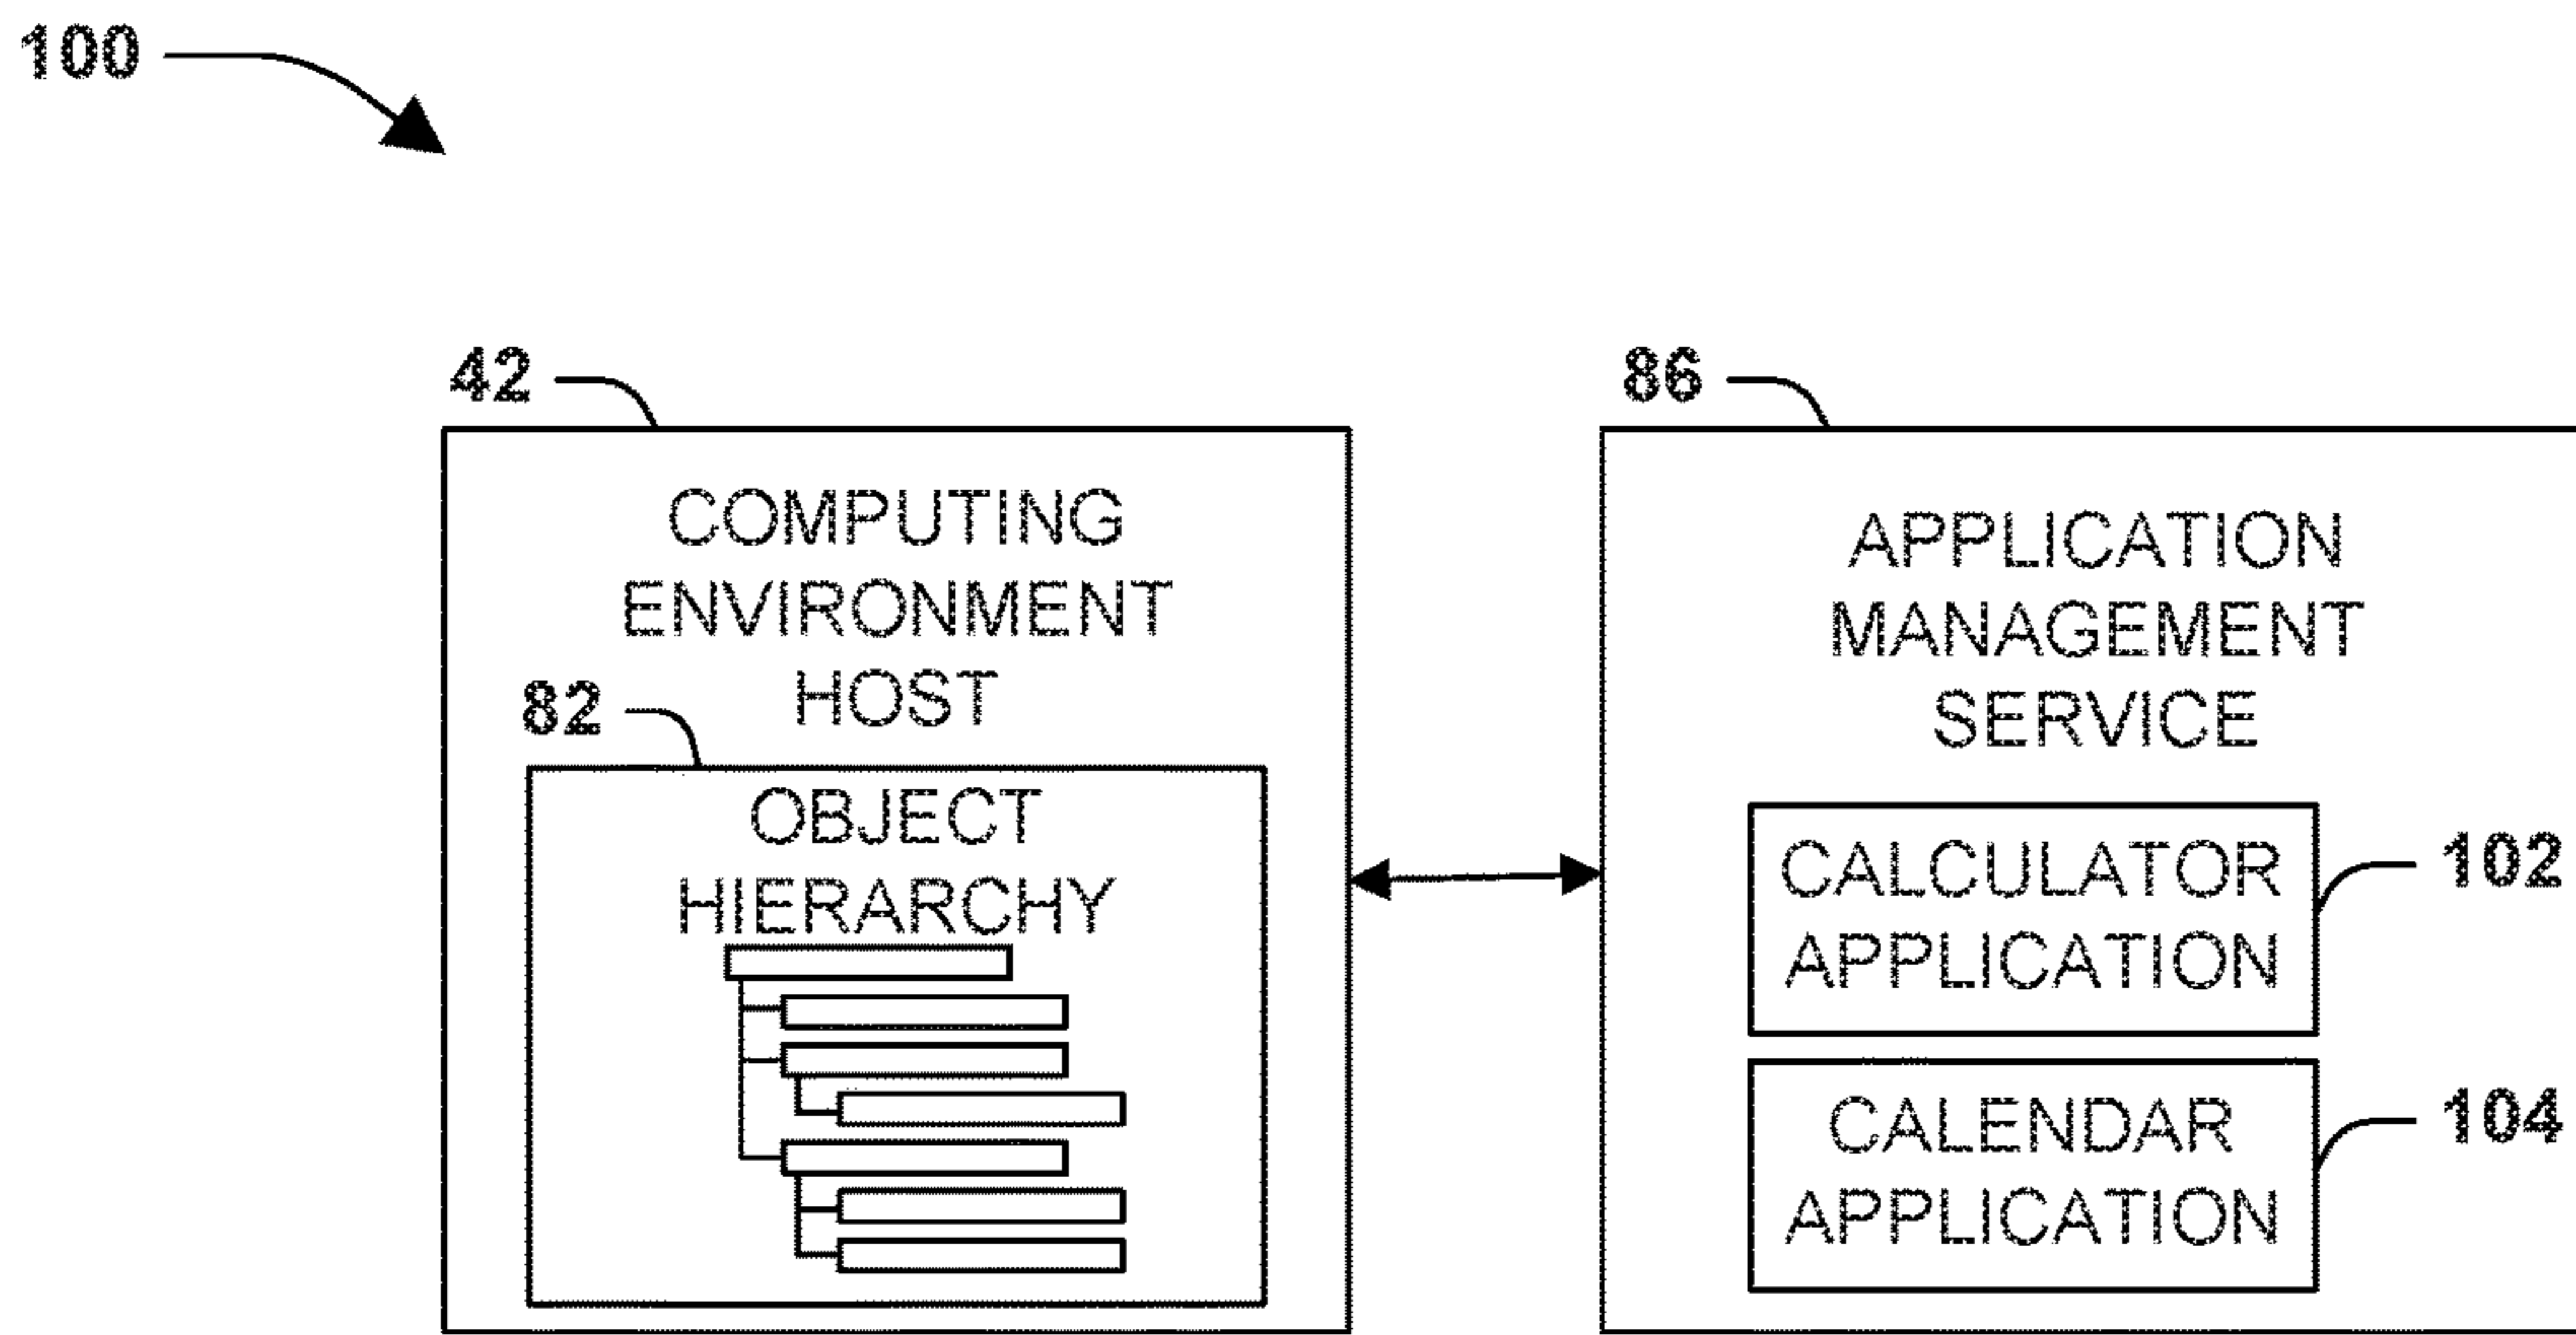 100
42
COMPUTING
ENVIRONMENT
HOST
82
OBJECT
HIERARCHY
86
APPLICATION
MANAGEMENT
SERVICE
CALCULATOR
APPLICATION
102
CALENDAR
APPLICATION
104